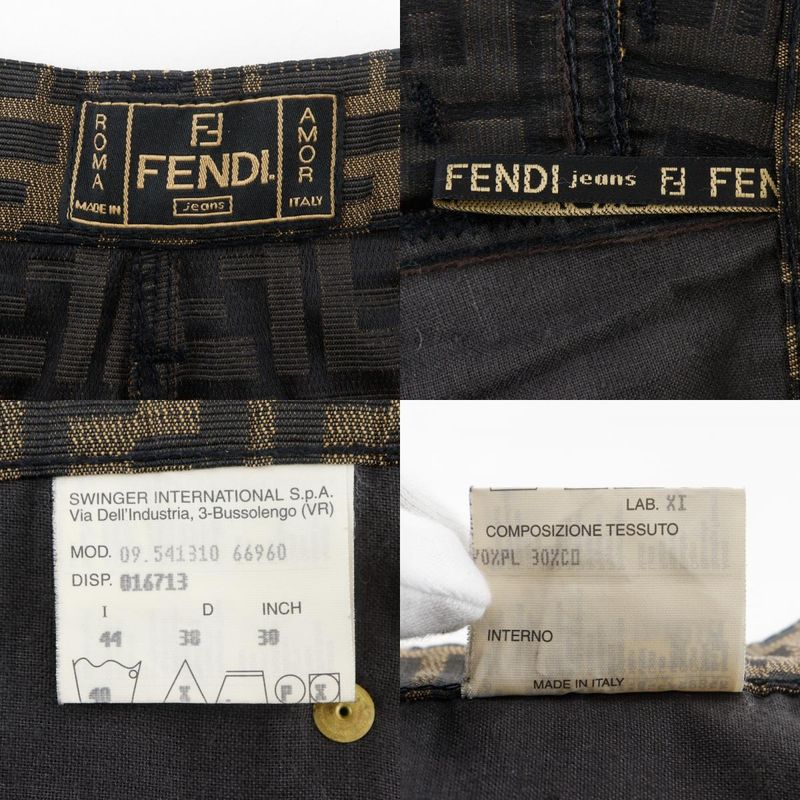 ROMA
FF
FENDI.
jeans
AMOR
MADE IN
ITALY
FENDI jeans FF FEN
SWINGER INTERNATIONAL S.p.A.
Via Dell'Industria, 3-Bussolengo (VR)
MOD. 09.541310 66960
DISP. 016713
I D INCH
44 38 30
40 X P X
LAB. XI
COMPOSIZIONE TESSUTO
70%PL 30%CO
INTERNO
MADE IN ITALY